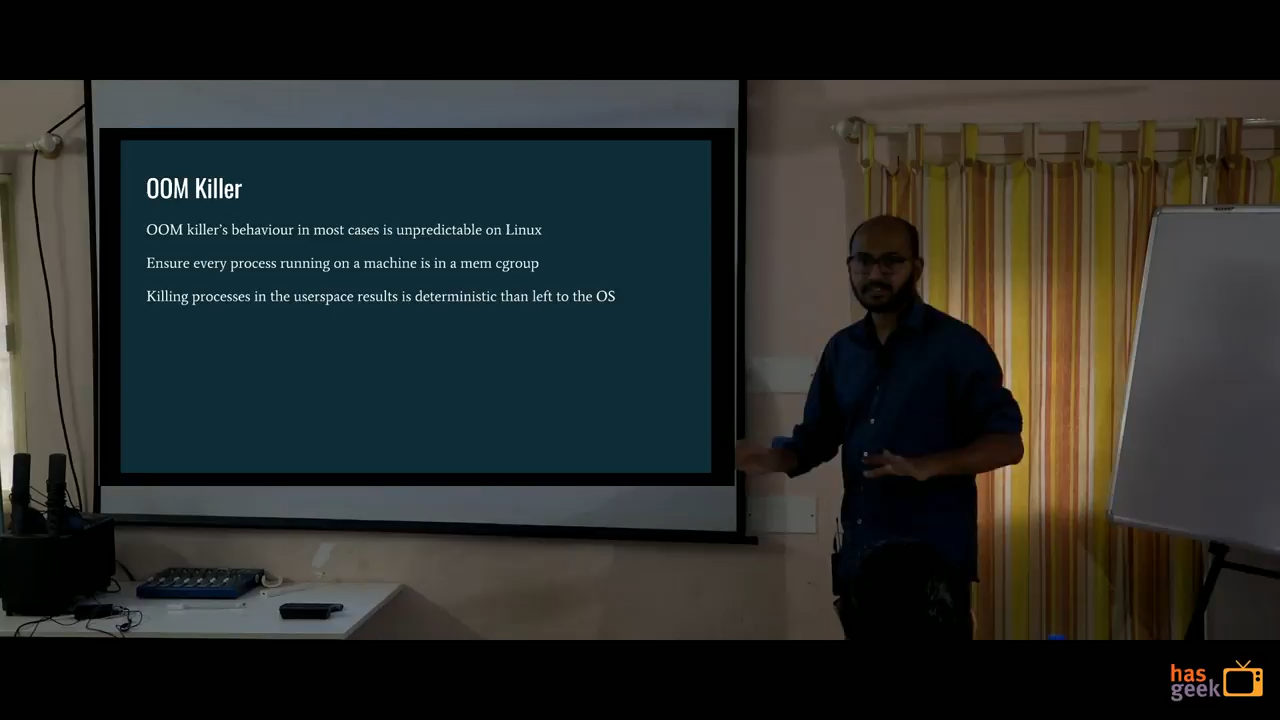 OOM Killer
OOM killer's behaviour in most cases is unpredictable on Linux
Ensure every process running on a machine is in a mem cgroup
Killing processes in the userspace results is deterministic than left to the OS
has
geek